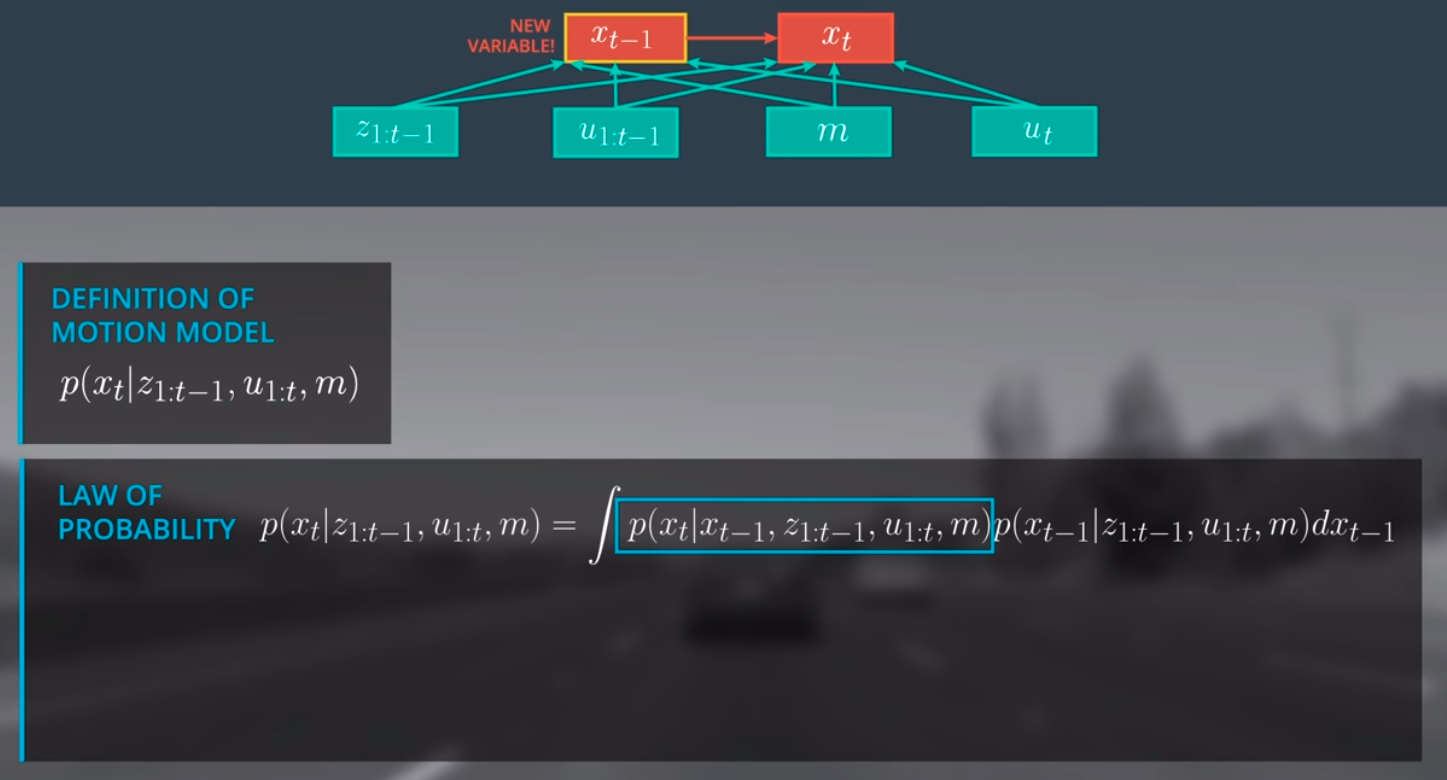 NEW
VARIABLE!
x_{t−1}
x_t
z_{1:t−1}
u_{1:t−1}
m
u_t
DEFINITION OF
MOTION MODEL
p(x_t|z_{1:t−1}, u_{1:t}, m)
LAW OF
PROBABILITY
p(x_t|z_{1:t−1}, u_{1:t}, m) = ∫ p(x_t|x_{t−1}, z_{1:t−1}, u_{1:t}, m)p(x_{t−1}|z_{1:t−1}, u_{1:t}, m)dx_{t−1}